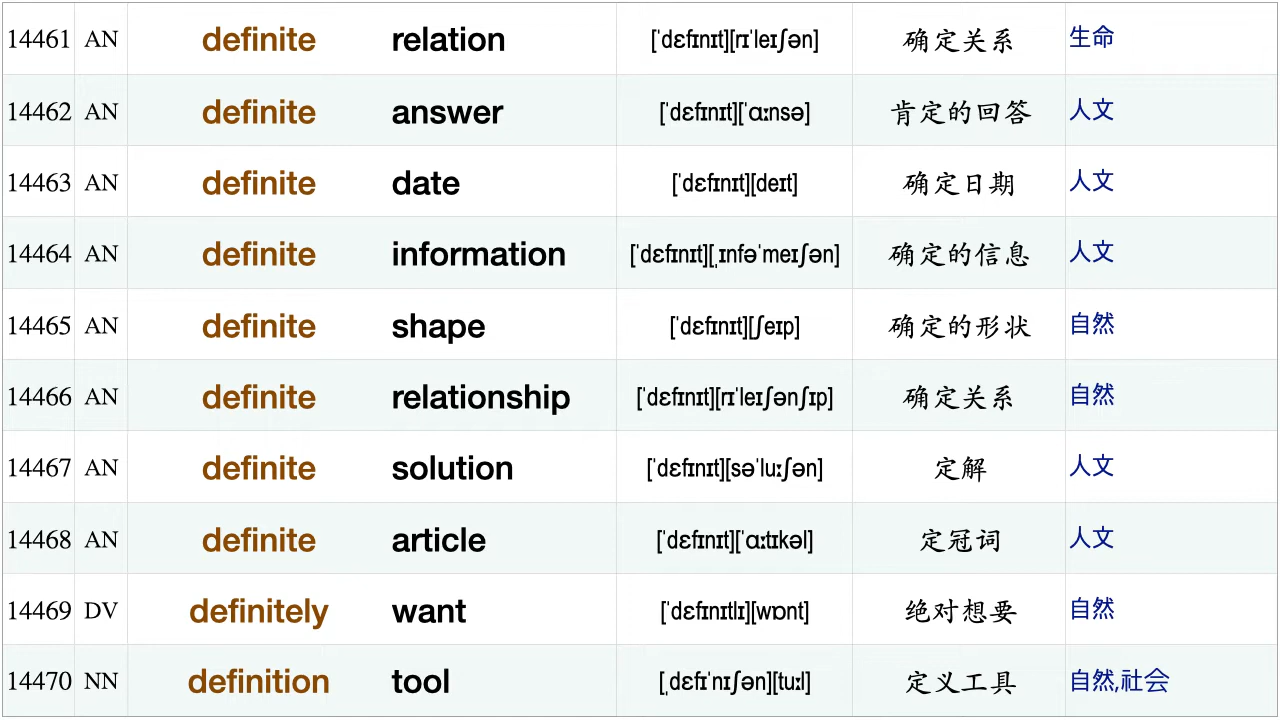 14461 AN definite relation [ˈdɛfɪnɪt][rɪˈleɪʃən] 确定关系 生命
14462 AN definite answer [ˈdɛfɪnɪt][ˈɑːnsə] 肯定的回答 人文
14463 AN definite date [ˈdɛfɪnɪt][deɪt] 确定日期 人文
14464 AN definite information [ˈdɛfɪnɪt][ˌɪnfəˈmeɪʃən] 确定的信息 人文
14465 AN definite shape [ˈdɛfɪnɪt][ʃeɪp] 确定的形状 自然
14466 AN definite relationship [ˈdɛfɪnɪt][rɪˈleɪʃənʃɪp] 确定关系 自然
14467 AN definite solution [ˈdɛfɪnɪt][səˈluːʃən] 定解 人文
14468 AN definite article [ˈdɛfɪnɪt][ˈɑːtɪkəl] 定冠词 人文
14469 DV definitely want [ˈdɛfɪnɪtlɪ][wɒnt] 绝对想要 自然
14470 NN definition tool [ˌdɛfɪˈnɪʃən][tuːl] 定义工具 自然,社会